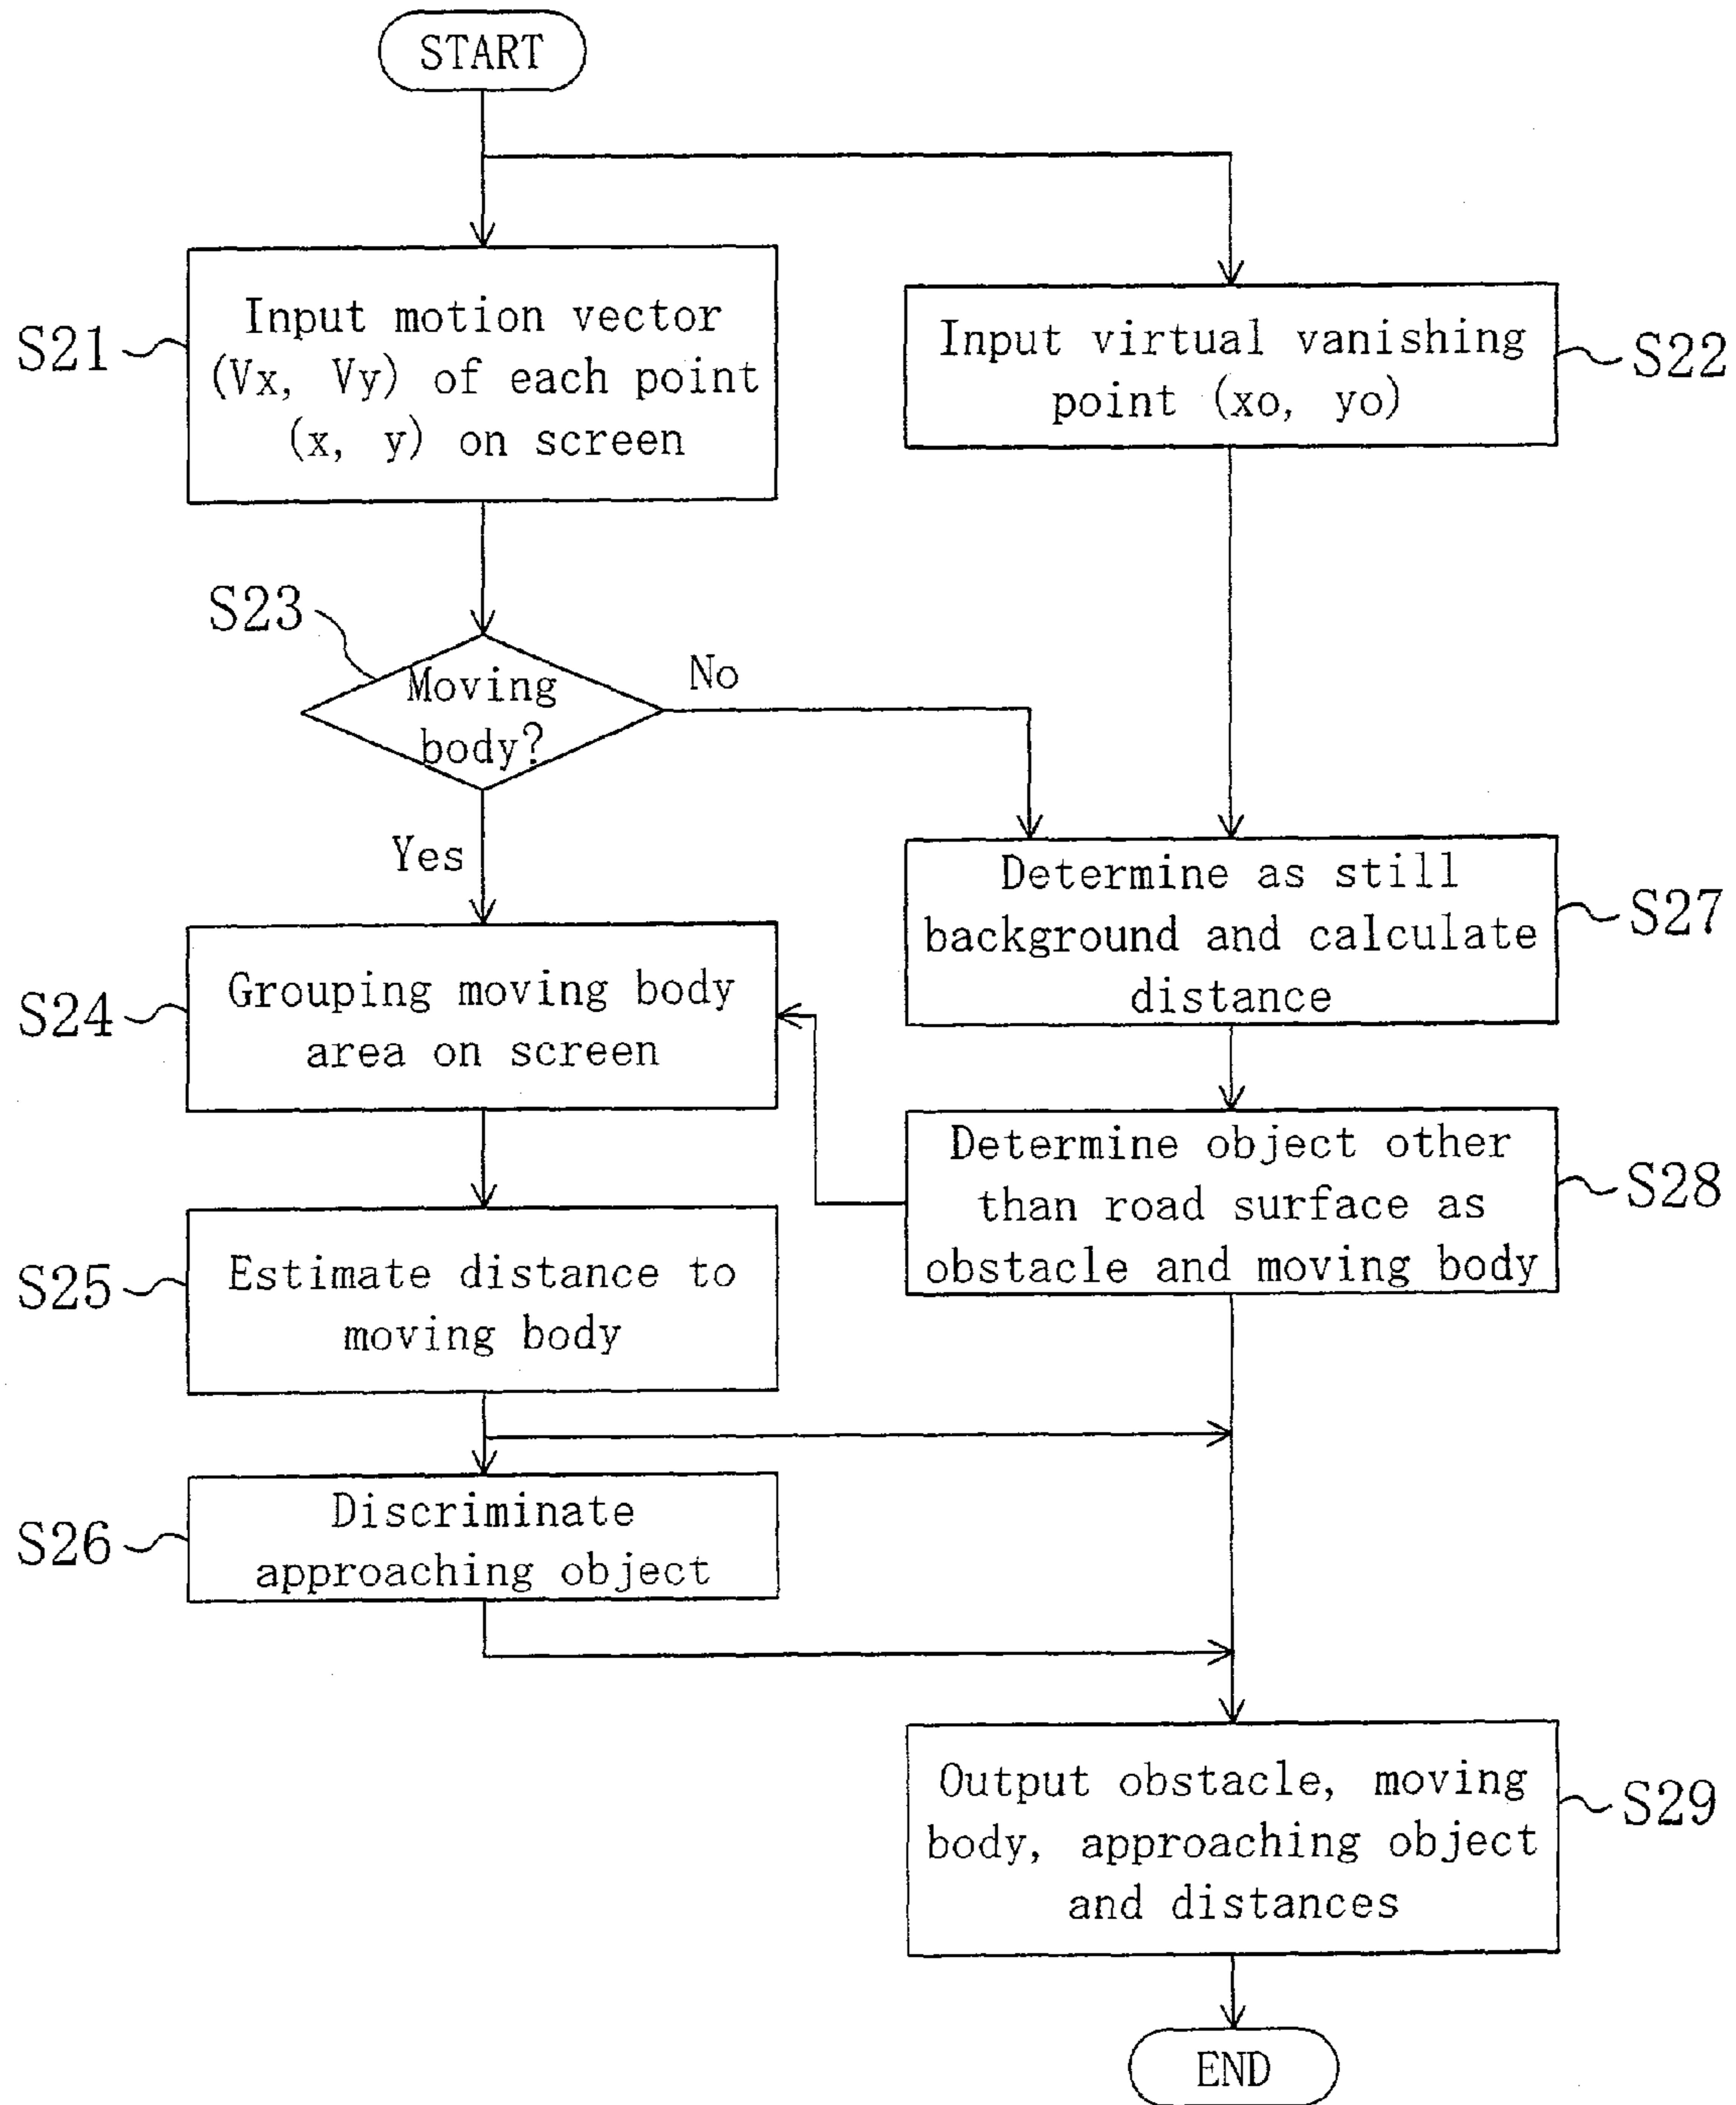 START
S21
Input motion vector
(Vx, Vy) of each point
(x, y) on screen
Input virtual vanishing
point (xo, yo)
S22
S23
Moving
body?
No
Yes
S24
Grouping moving body
area on screen
Determine as still
background and calculate
distance
S27
S25
Estimate distance to
moving body
Determine object other
than road surface as
obstacle and moving body
S28
S26
Discriminate
approaching object
Output obstacle, moving
body, approaching object
and distances
S29
END